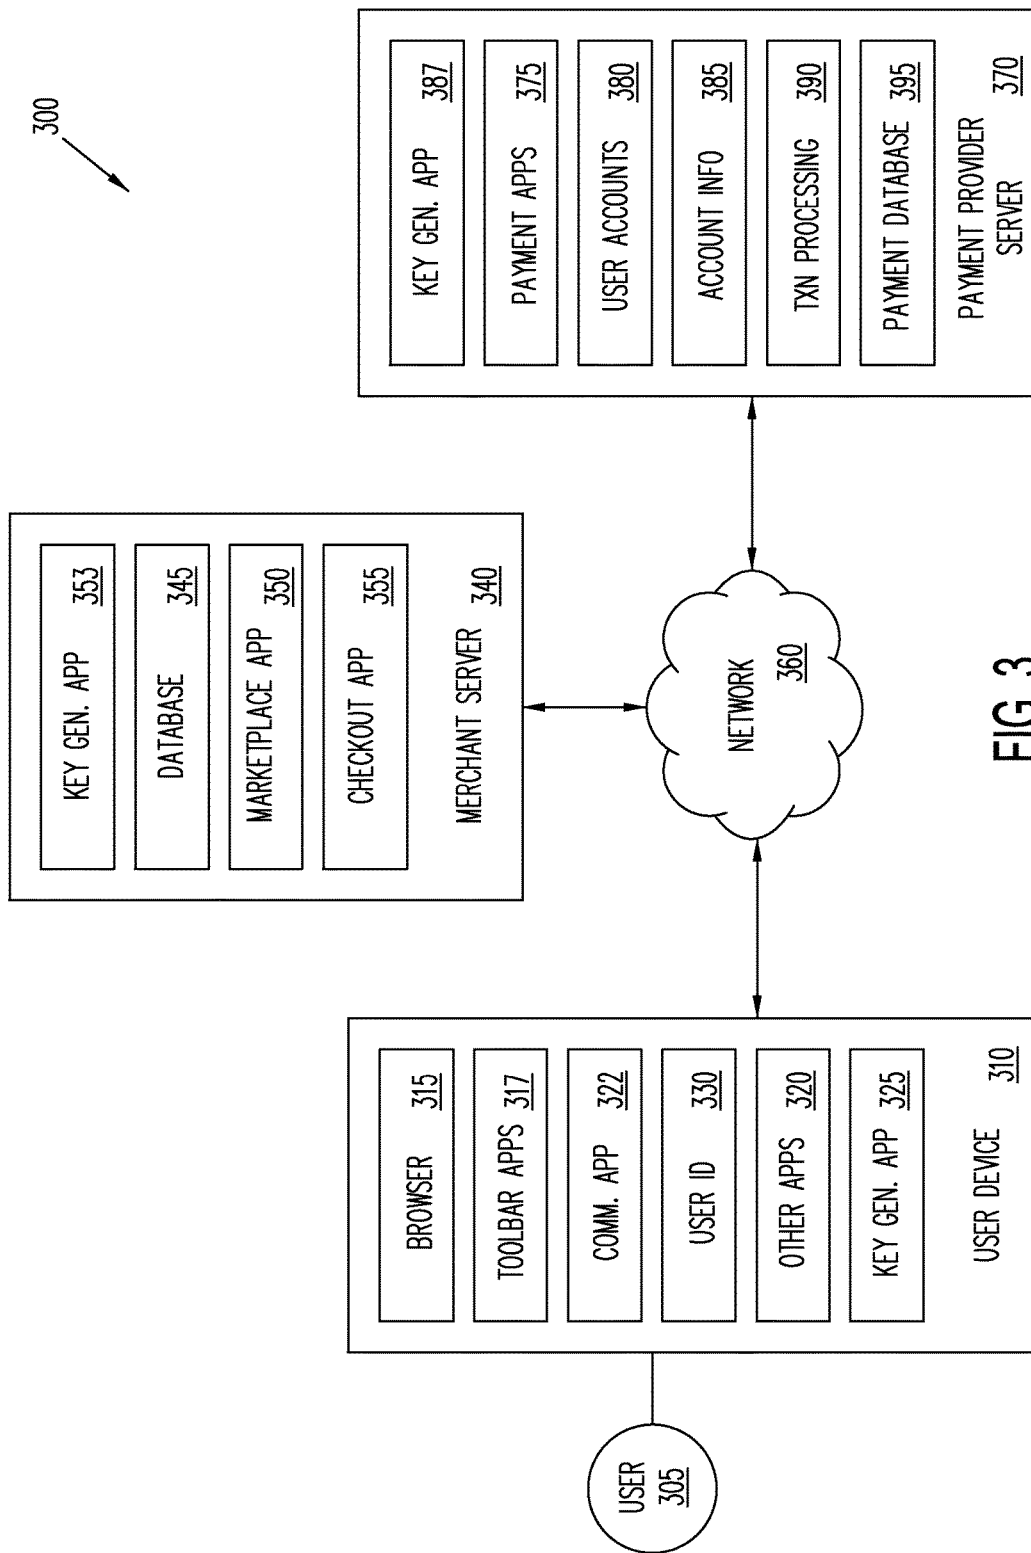 300
USER
305
BROWSER 315
TOOLBAR APPS 317
COMM. APP 322
USER ID 330
OTHER APPS 320
KEY GEN. APP 325
USER DEVICE 310
KEY GEN. APP 353
DATABASE 345
MARKETPLACE APP 350
CHECKOUT APP 355
MERCHANT SERVER 340
NETWORK
360
KEY GEN. APP 387
PAYMENT APPS 375
USER ACCOUNTS 380
ACCOUNT INFO 385
TXN PROCESSING 390
PAYMENT DATABASE 395
PAYMENT PROVIDER
SERVER 370
FIG. 3